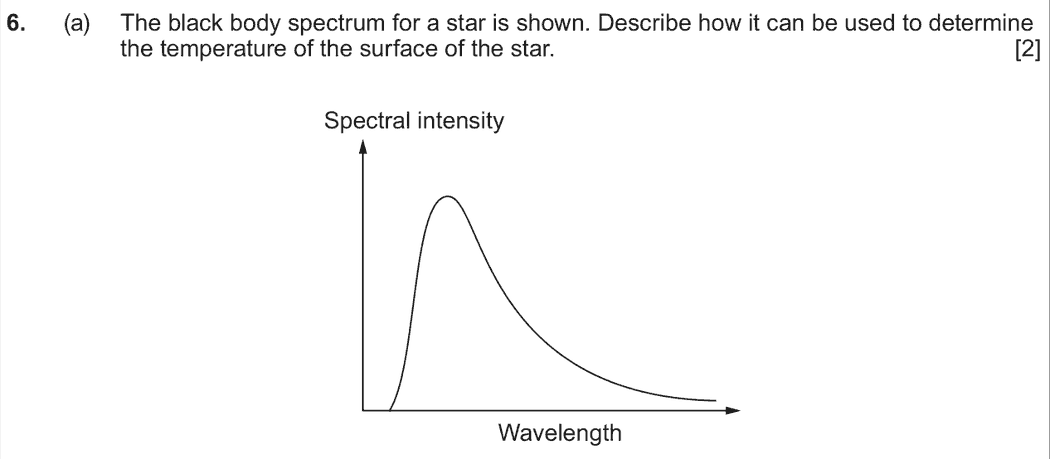 6. (a) The black body spectrum for a star is shown. Describe how it can be used to determine
the temperature of the surface of the star. [2]
Spectral intensity
Wavelength